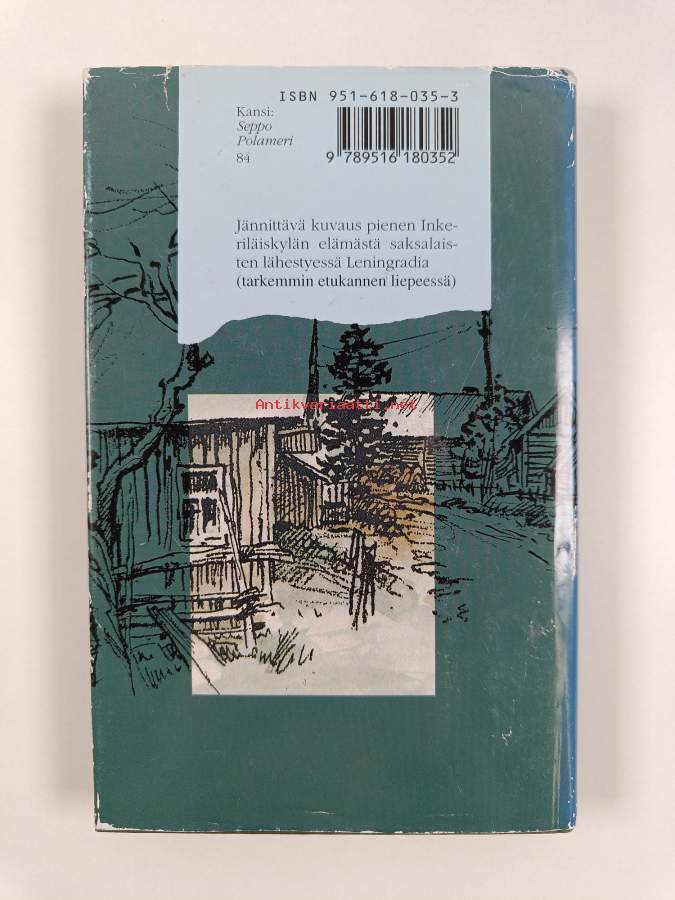 ISBN 951-618-035-3
Kansi:
Seppo
Polameri
84
9 789516 180352
Jännittävä kuvaus pienen Inke-
riläiskylän elämästä saksalais-
ten lähestyessä Leningradia
(tarkemmin etukannen liepeessä)
Antikvariaatti.net